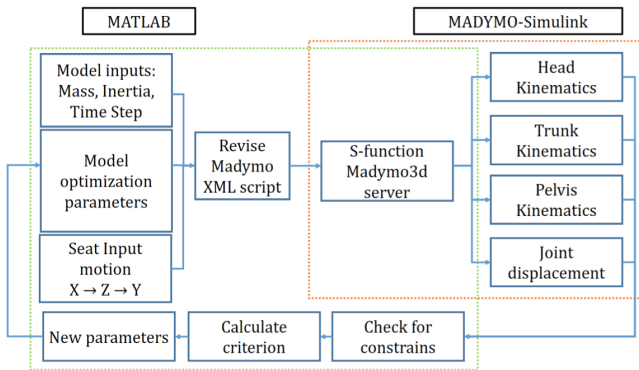 MATLAB
MADYMO-Simulink
Model inputs:
Mass, Inertia,
Time Step
Model
optimization
parameters
Seat Input
motion
X → Z → Y
Revise
Madymo
XML script
S-function
Madymo3d
server
Head
Kinematics
Trunk
Kinematics
Pelvis
Kinematics
Joint
displacement
New parameters
Calculate
criterion
Check for
constrains